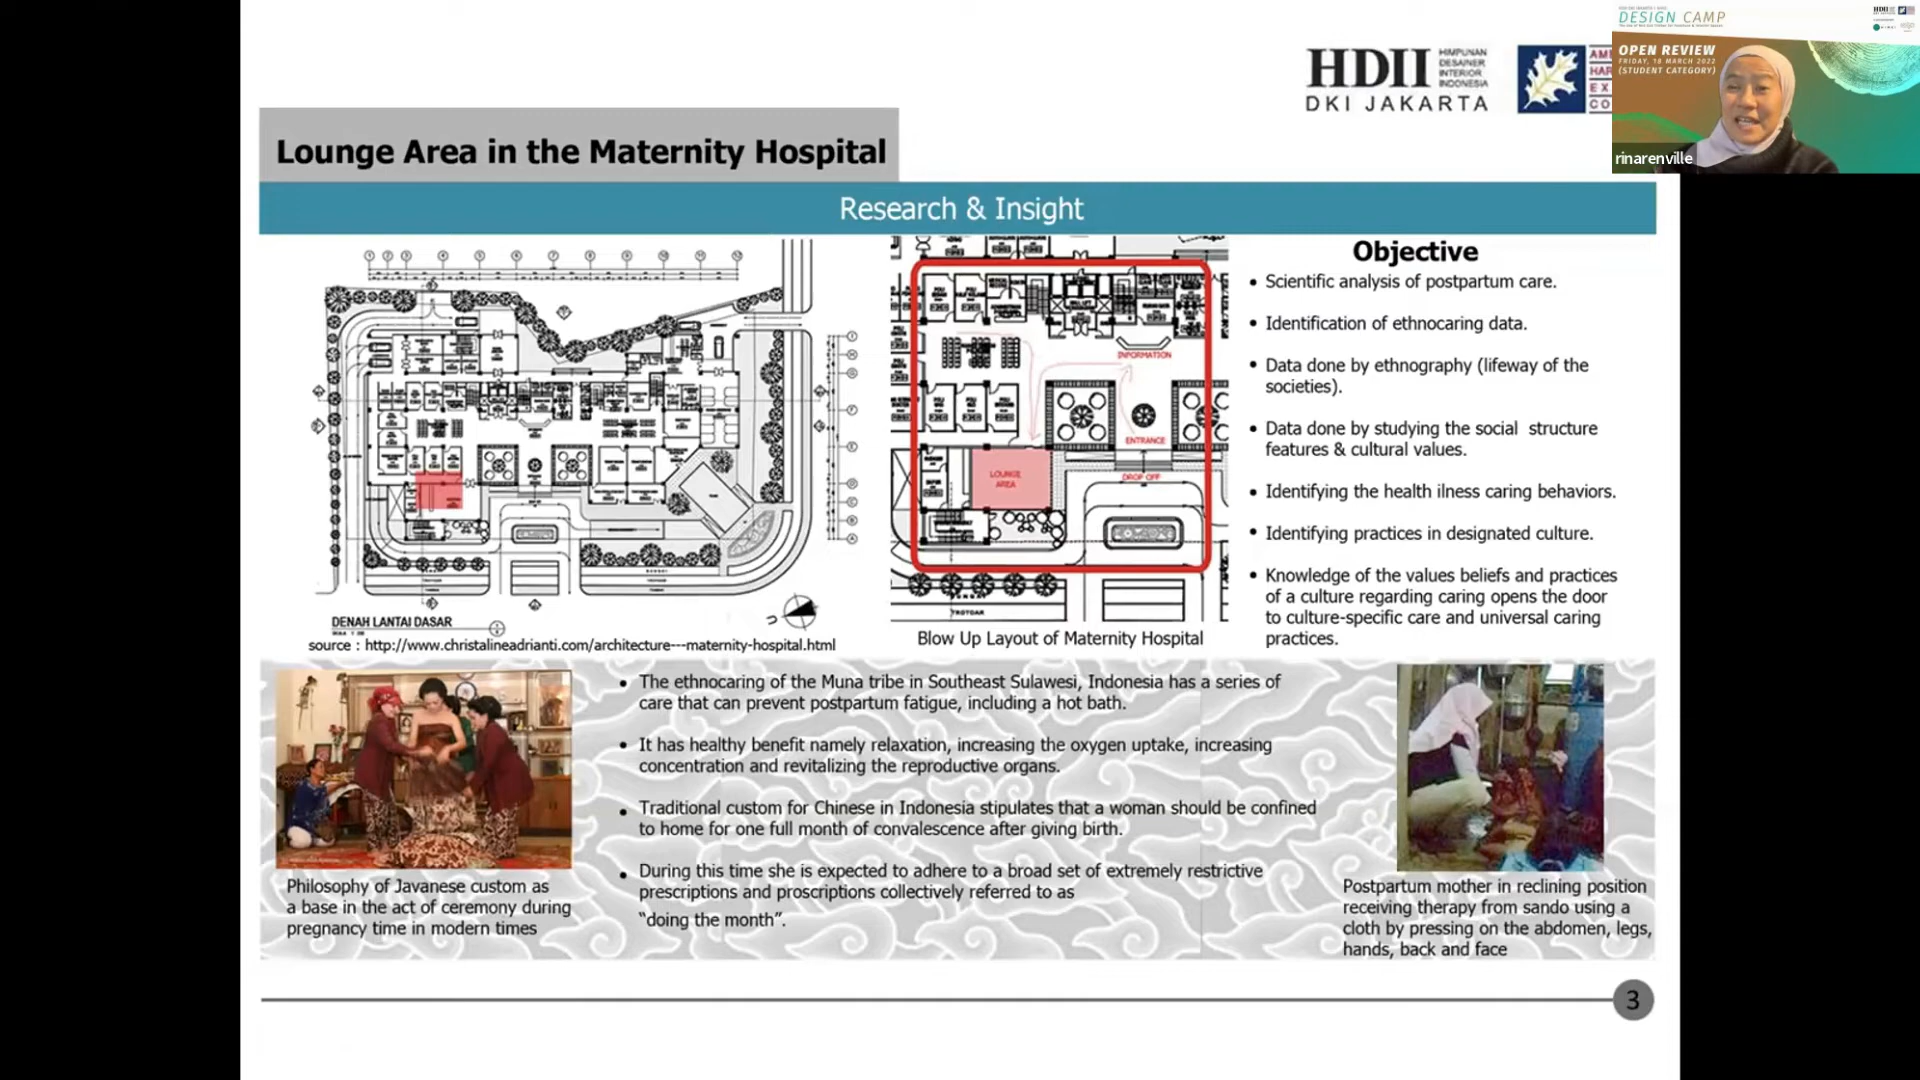 HDII
HIMPUNAN
DESAINER
INTERIOR
INDONESIA
DKI JAKARTA
DESIGN CAMP
OPEN REVIEW
FRIDAY, 18 MARCH 2022
(STUDENT CATEGORY)
rinarenville
Lounge Area in the Maternity Hospital
Research & Insight
DENAH LANTAI DASAR
source : http://www.christalineadrianti.com/architecture---maternity-hospital.html
INFORMATION
ENTRANCE
LOUNGE
AREA
DROP OFF
TROTOAR
Blow Up Layout of Maternity Hospital
Objective
• Scientific analysis of postpartum care.
• Identification of ethnocaring data.
• Data done by ethnography (lifeway of the
societies).
• Data done by studying the social structure
features & cultural values.
• Identifying the health ilness caring behaviors.
• Identifying practices in designated culture.
• Knowledge of the values beliefs and practices
of a culture regarding caring opens the door
to culture-specific care and universal caring
practices.
Philosophy of Javanese custom as
a base in the act of ceremony during
pregnancy time in modern times
• The ethnocaring of the Muna tribe in Southeast Sulawesi, Indonesia has a series of
care that can prevent postpartum fatigue, including a hot bath.
• It has healthy benefit namely relaxation, increasing the oxygen uptake, increasing
concentration and revitalizing the reproductive organs.
• Traditional custom for Chinese in Indonesia stipulates that a woman should be confined
to home for one full month of convalescence after giving birth.
• During this time she is expected to adhere to a broad set of extremely restrictive
prescriptions and proscriptions collectively referred to as
“doing the month”.
Postpartum mother in reclining position
receiving therapy from sando using a
cloth by pressing on the abdomen, legs,
hands, back and face
3